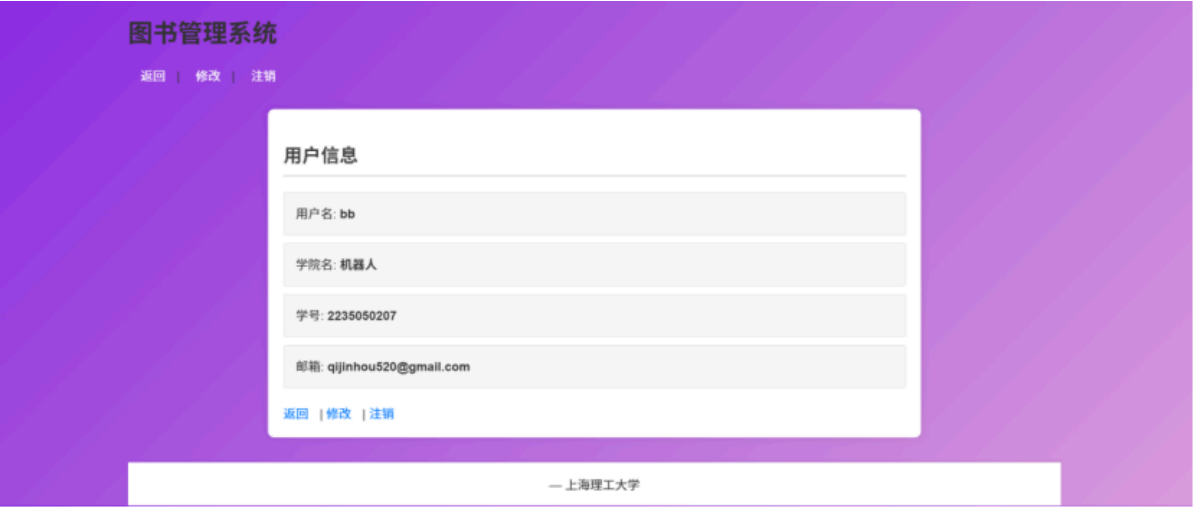 图书管理系统
返回 | 修改 | 注销
用户信息
用户名: bb
学院名: 机器人
学号: 2235050207
邮箱: qijinhou520@gmail.com
返回 | 修改 | 注销
— 上海理工大学